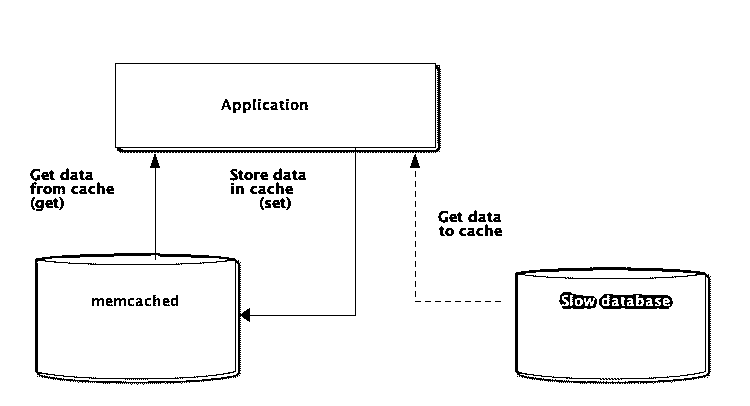 Application
Get data
from cache
(get)
Store data
in cache
(set)
Get data
to cache
memcached
Slow database